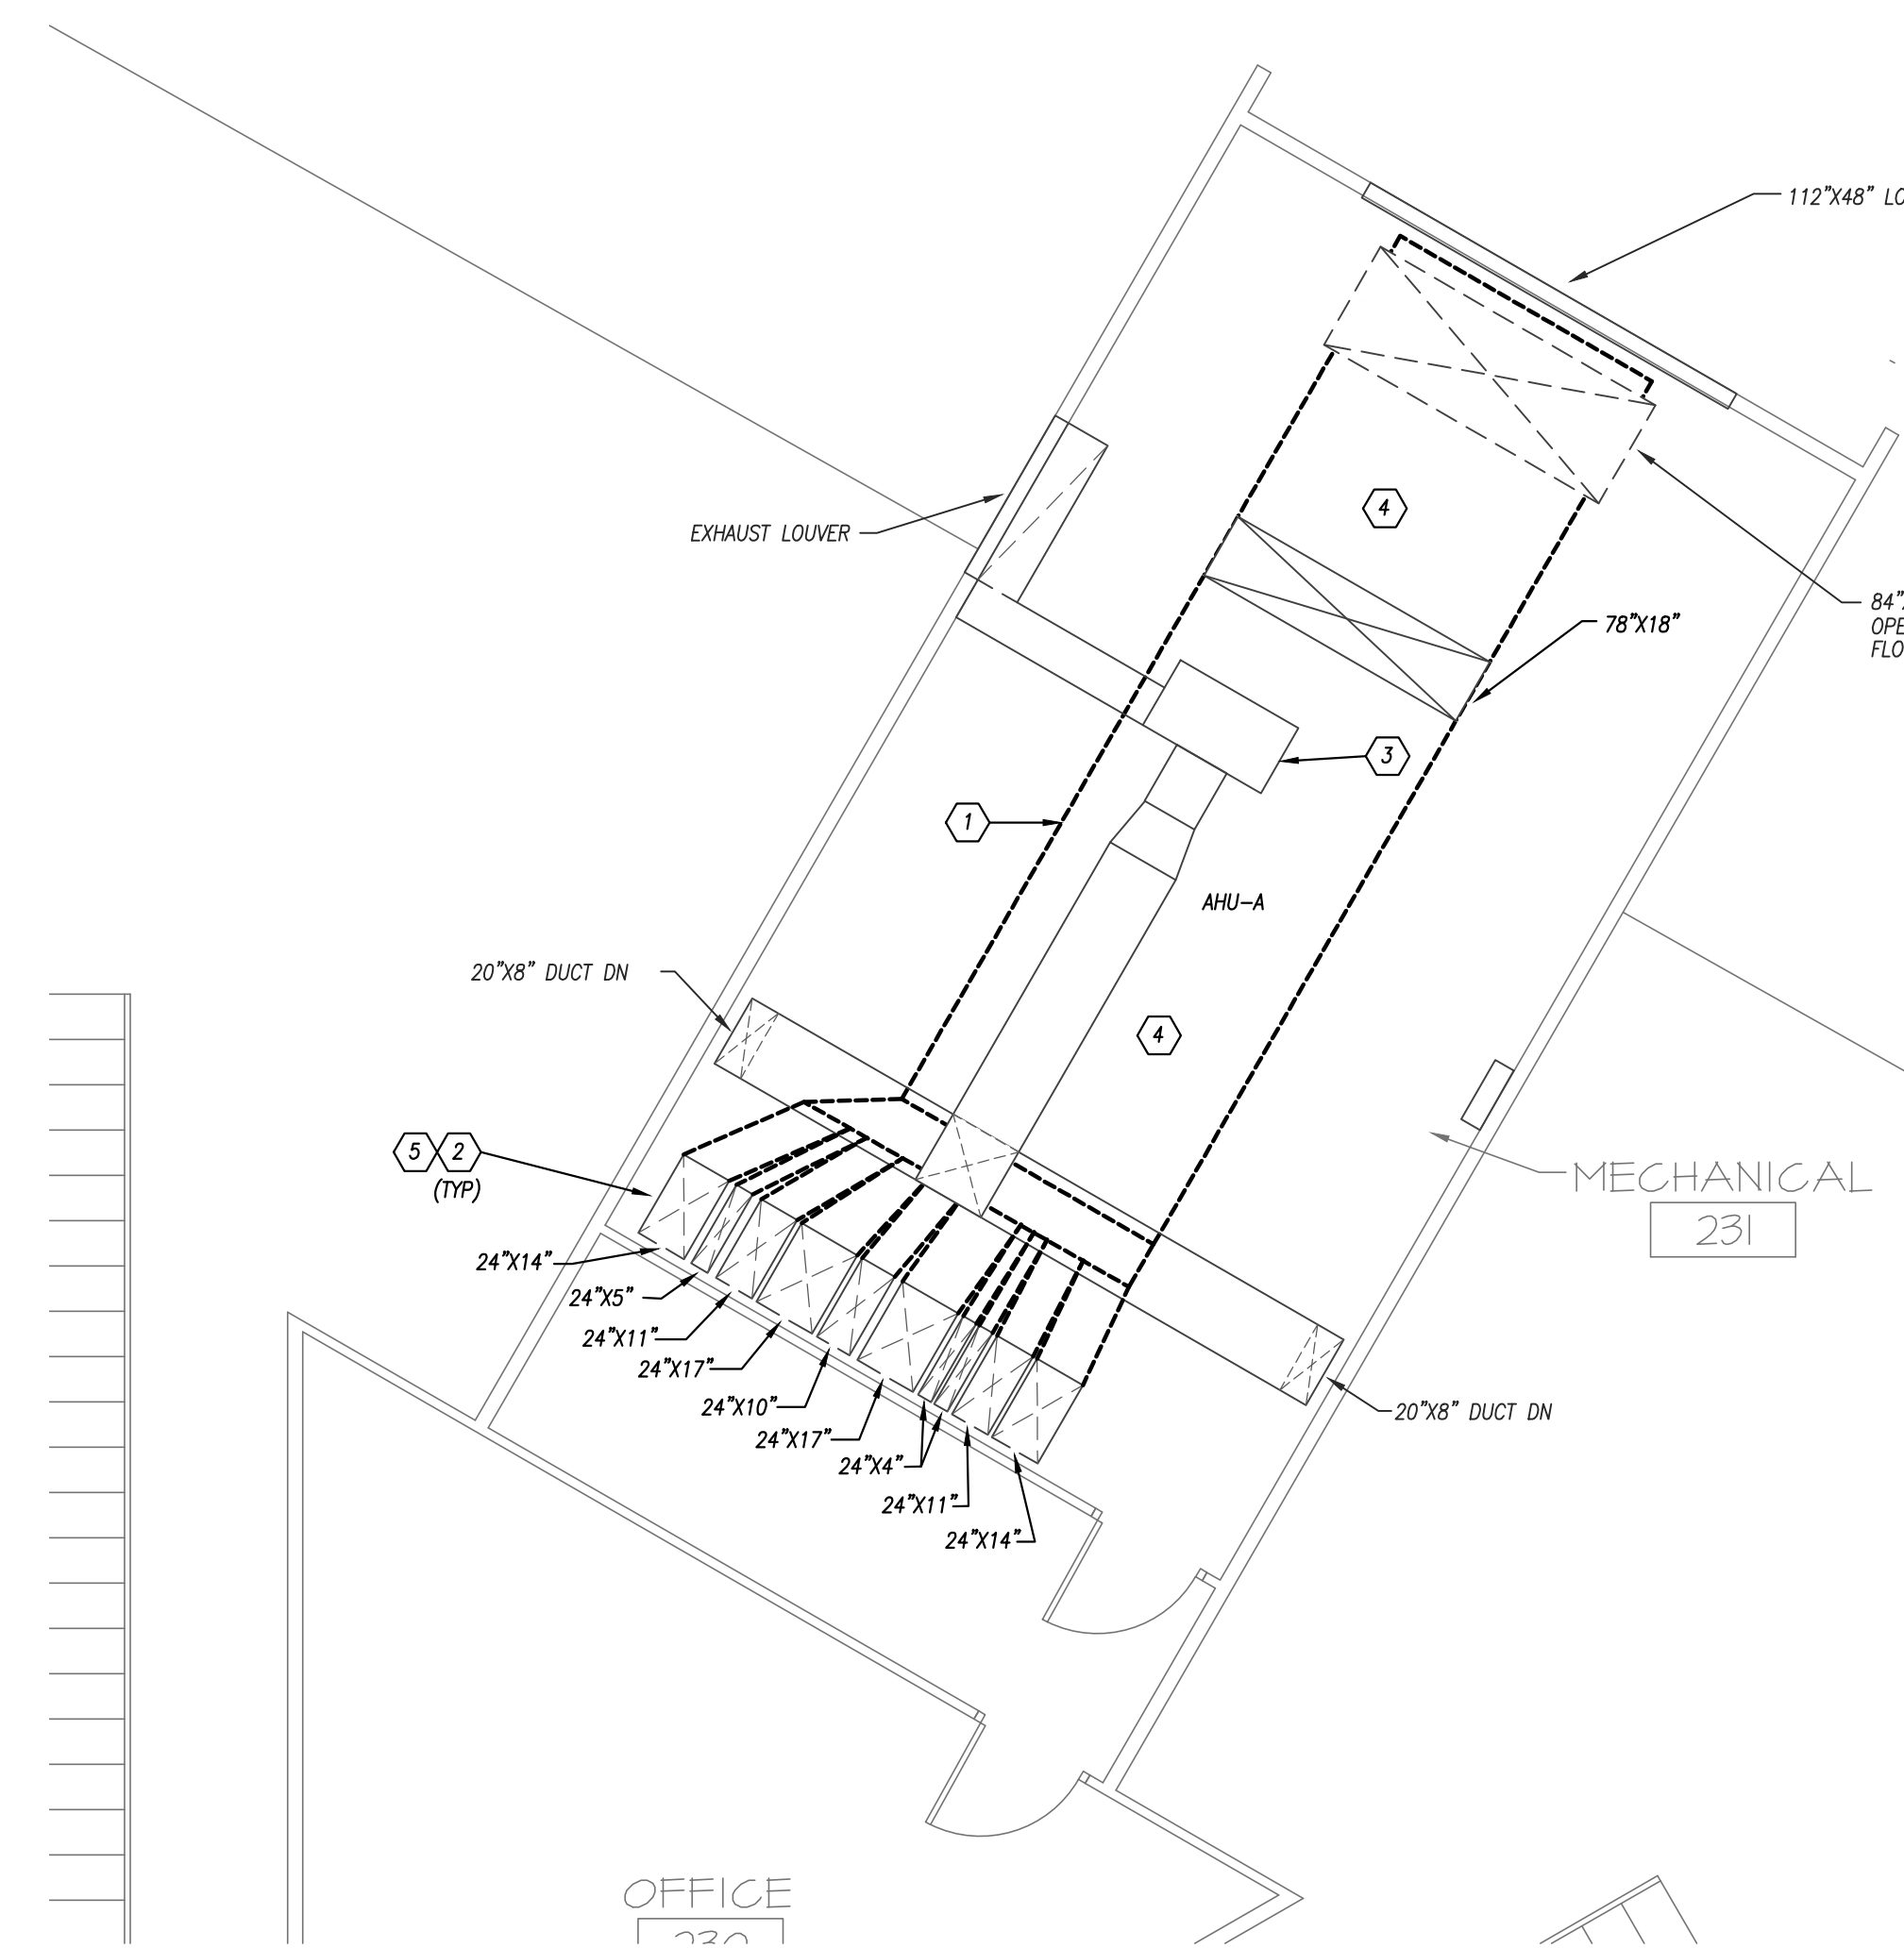 112"X48" LO
EXHAUST LOUVER
4
84"
OPE
FLO
78"X18"
3
1
AHU-A
20"X8" DUCT DN
4
5 2
(TYP)
MECHANICAL
231
24"X14"
24"X5"
24"X11"
24"X17"
24"X10"
24"X17"
24"X4"
24"X11"
24"X14"
20"X8" DUCT DN
OFFICE
230